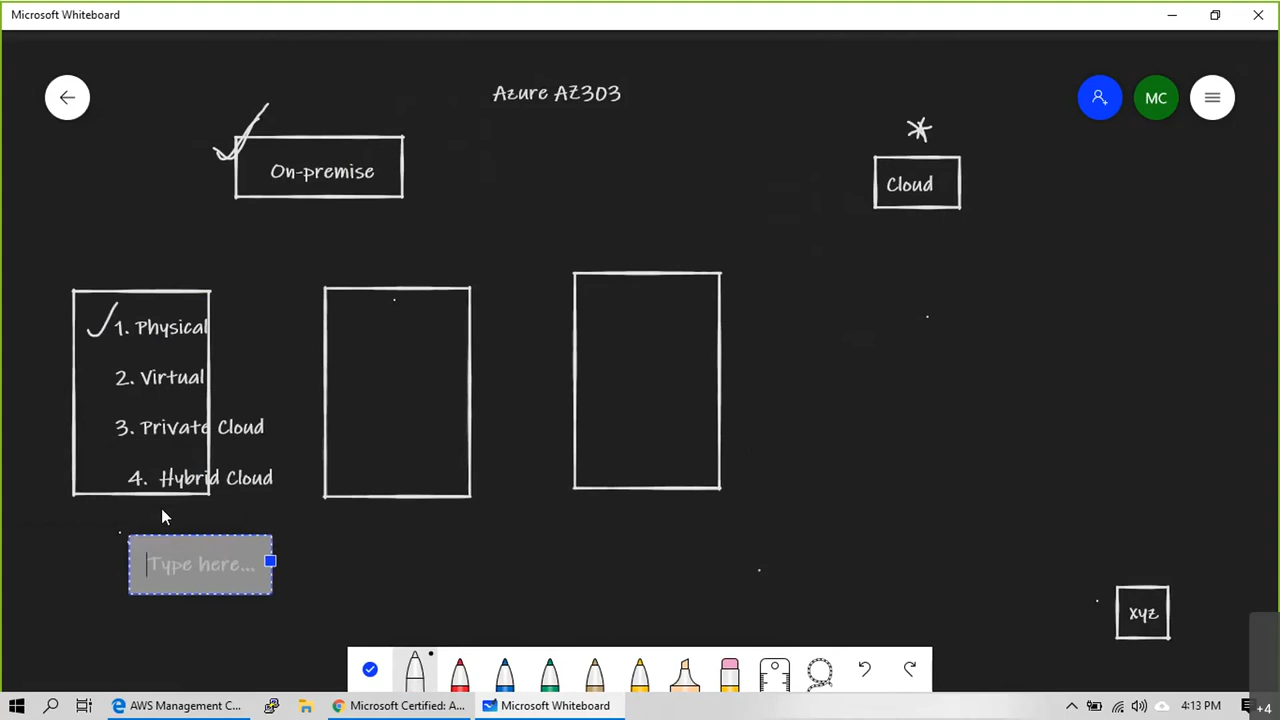 Microsoft Whiteboard
Azure AZ303
MC
On-premise
Cloud
1. Physical
2. Virtual
3. Private Cloud
4. Hybrid Cloud
Type here...
xyz
AWS Management C...
Microsoft Certified: A...
Microsoft Whiteboard
4:13 PM
+4